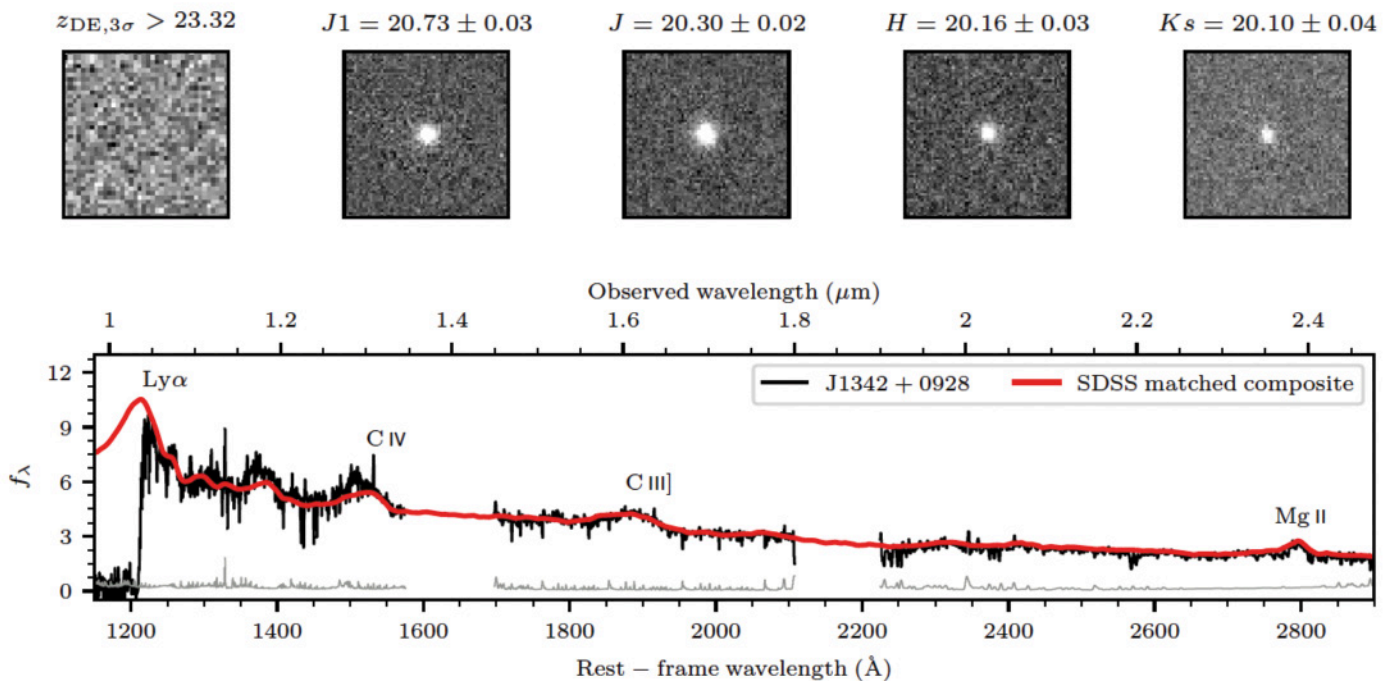 z_DE,3σ > 23.32 J1 = 20.73 ± 0.03 J = 20.30 ± 0.02 H = 20.16 ± 0.03 Ks = 20.10 ± 0.04
Observed wavelength (μm)
1 1.2 1.4 1.6 1.8 2 2.2 2.4
12
9
6
3
0
f_λ
Lyα
C IV
C III]
Mg II
J1342 + 0928 SDSS matched composite
1200 1400 1600 1800 2000 2200 2400 2600 2800
Rest − frame wavelength (Å)